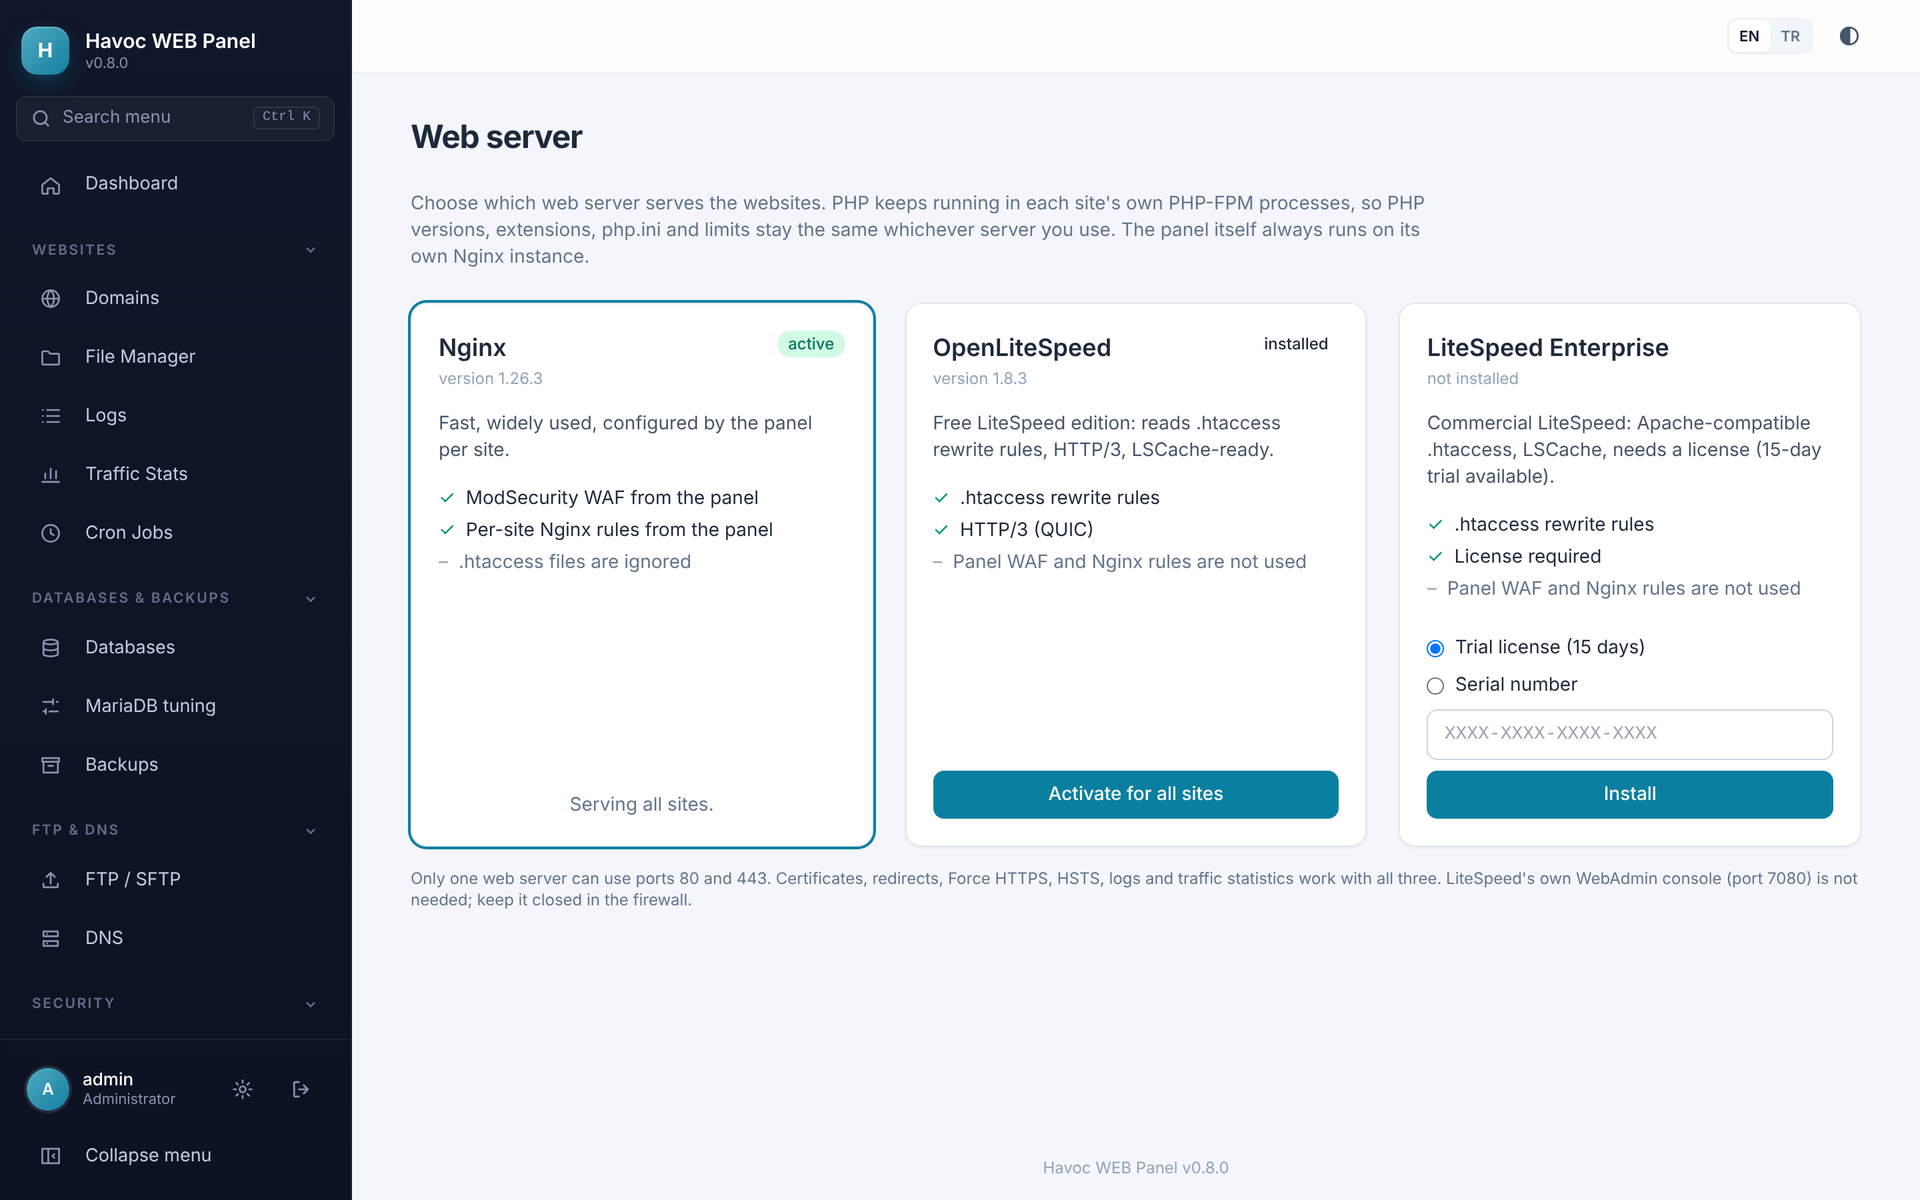 H
Havoc WEB Panel
v0.8.0
Search menu
Ctrl K
Dashboard
WEBSITES
Domains
File Manager
Logs
Traffic Stats
Cron Jobs
DATABASES & BACKUPS
Databases
MariaDB tuning
Backups
FTP & DNS
FTP / SFTP
DNS
SECURITY
A
admin
Administrator
Collapse menu
EN
TR
Web server
Choose which web server serves the websites. PHP keeps running in each site's own PHP-FPM processes, so PHP
versions, extensions, php.ini and limits stay the same whichever server you use. The panel itself always runs on its
own Nginx instance.
Nginx
active
version 1.26.3
Fast, widely used, configured by the panel
per site.
ModSecurity WAF from the panel
Per-site Nginx rules from the panel
– .htaccess files are ignored
Serving all sites.
OpenLiteSpeed
installed
version 1.8.3
Free LiteSpeed edition: reads .htaccess
rewrite rules, HTTP/3, LSCache-ready.
.htaccess rewrite rules
HTTP/3 (QUIC)
– Panel WAF and Nginx rules are not used
Activate for all sites
LiteSpeed Enterprise
not installed
Commercial LiteSpeed: Apache-compatible
.htaccess, LSCache, needs a license (15-day
trial available).
.htaccess rewrite rules
License required
– Panel WAF and Nginx rules are not used
Trial license (15 days)
Serial number
XXXX-XXXX-XXXX-XXXX
Install
Only one web server can use ports 80 and 443. Certificates, redirects, Force HTTPS, HSTS, logs and traffic statistics work with all three. LiteSpeed's own WebAdmin console (port 7080) is not
needed; keep it closed in the firewall.
Havoc WEB Panel v0.8.0